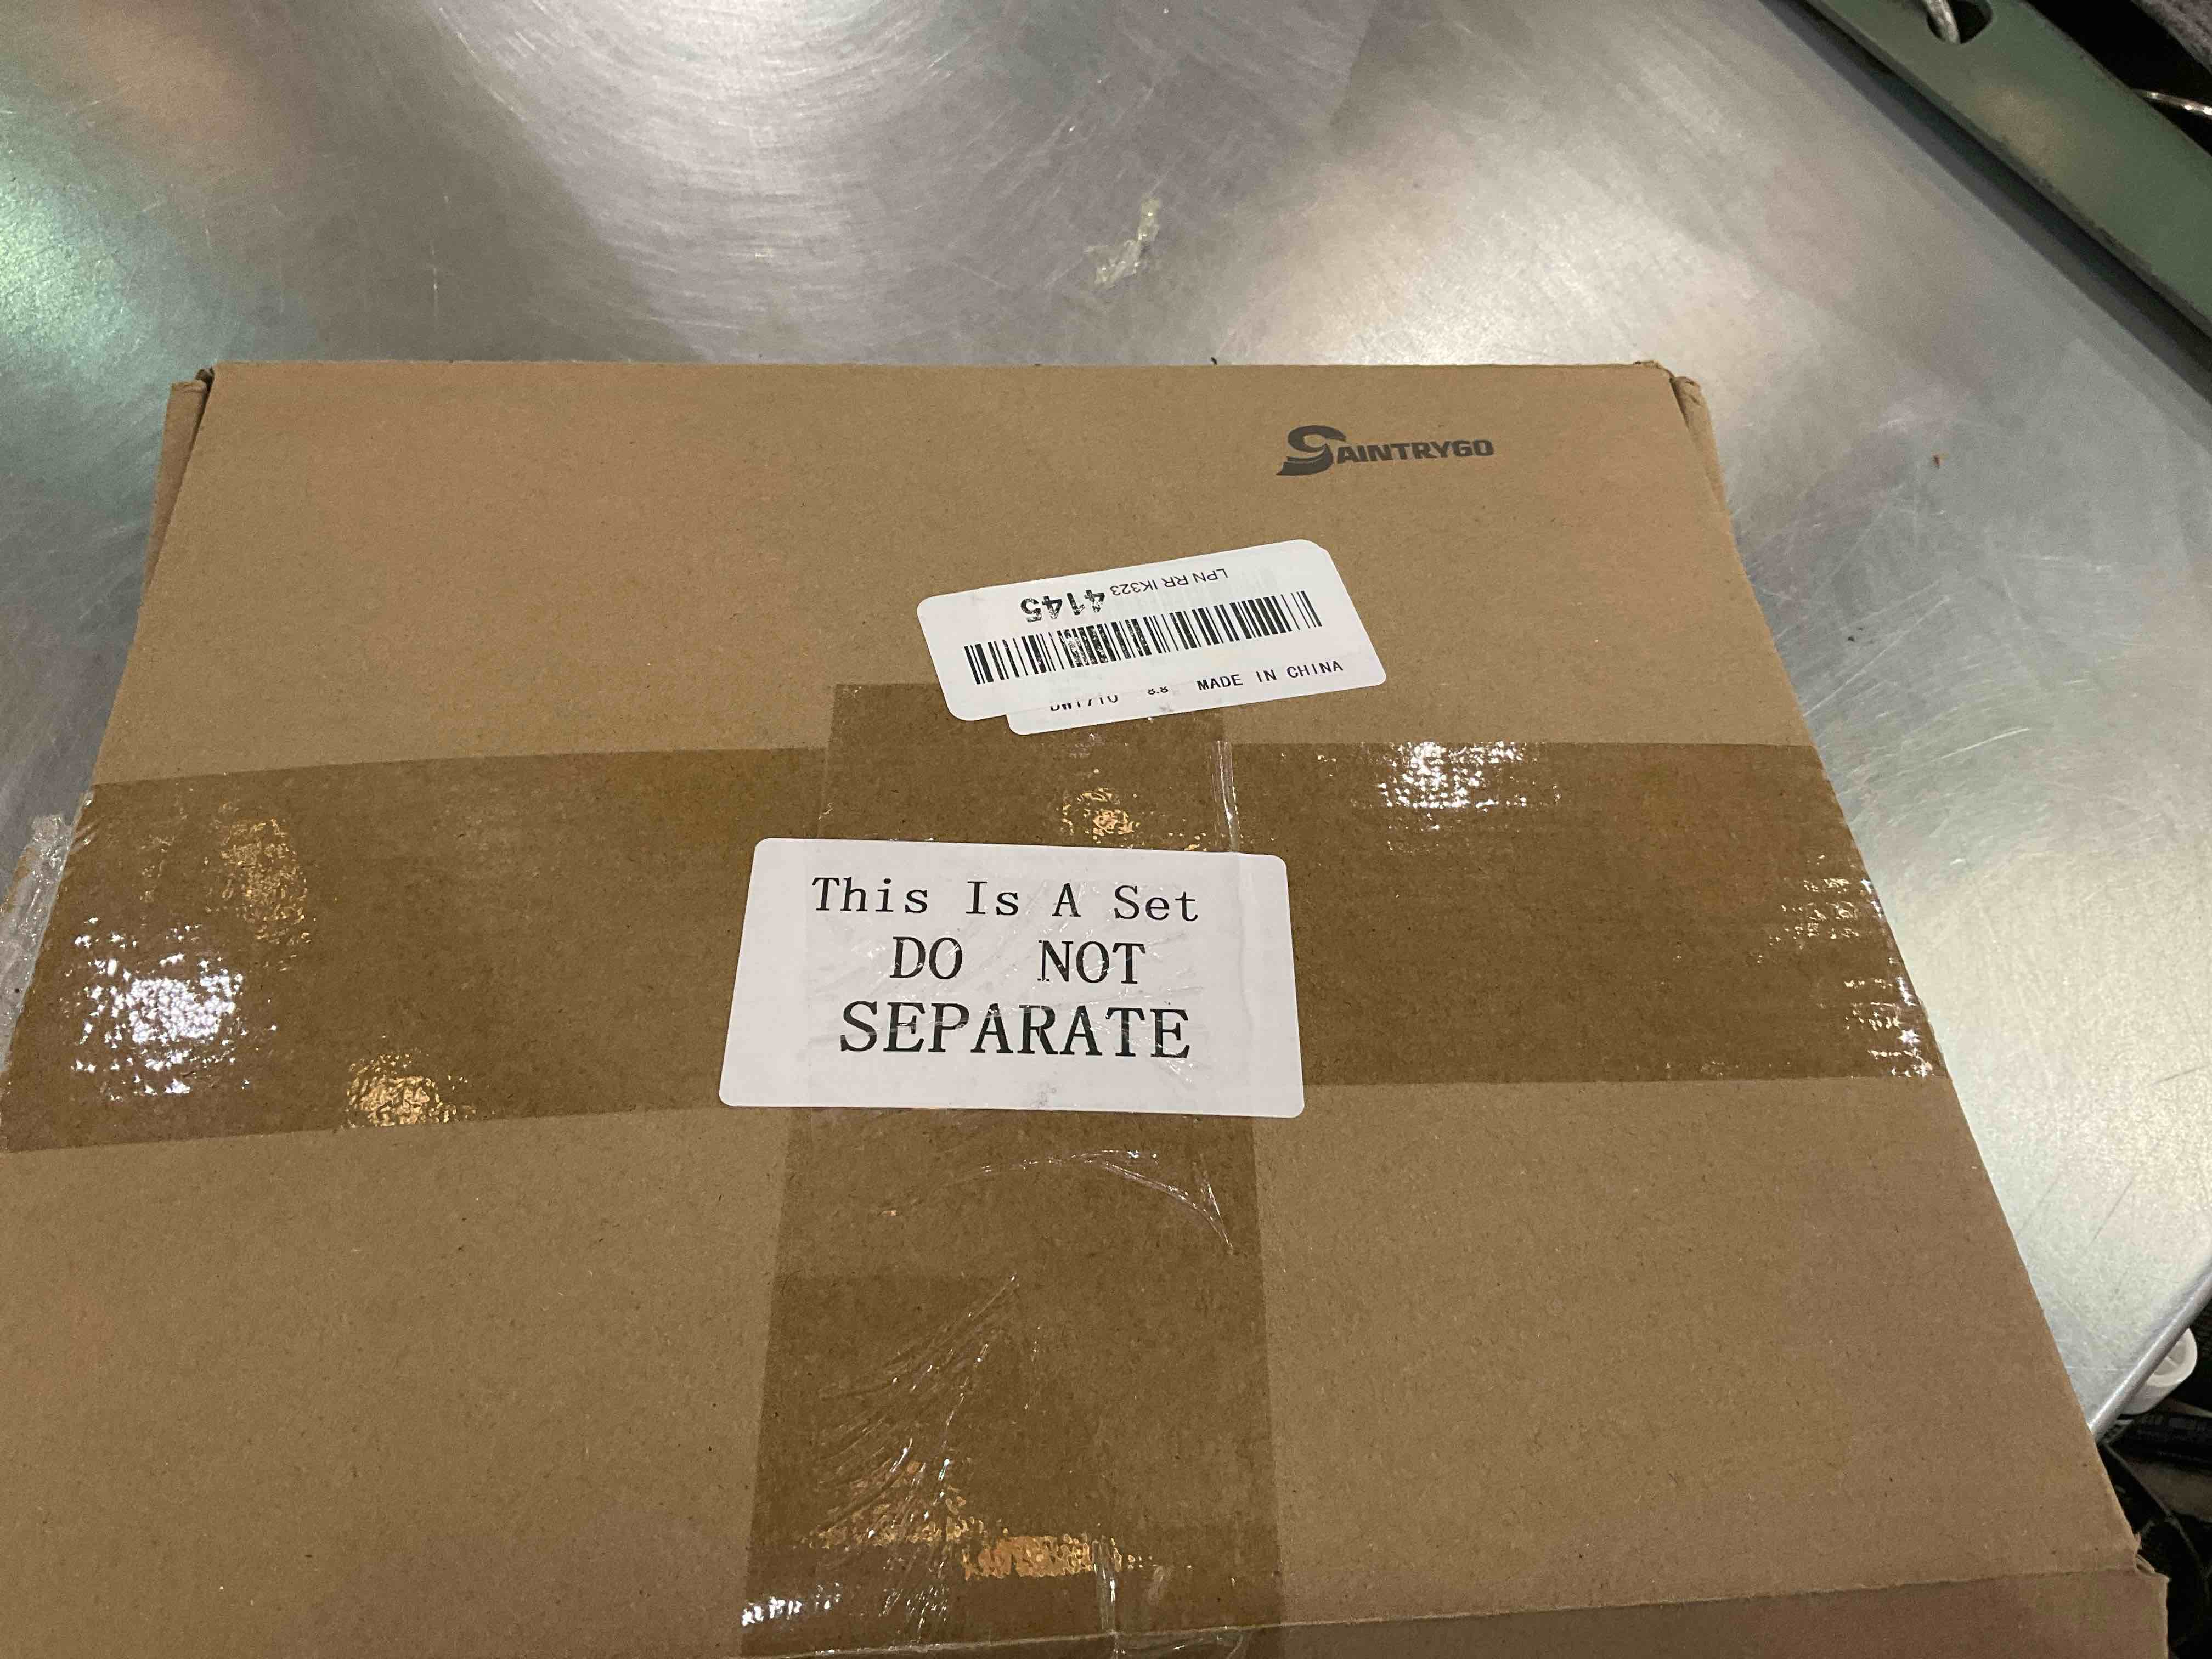 SAINTRYGO
LPN RR IK323 4145
MADE IN CHINA
This Is A Set
DO NOT
SEPARATE